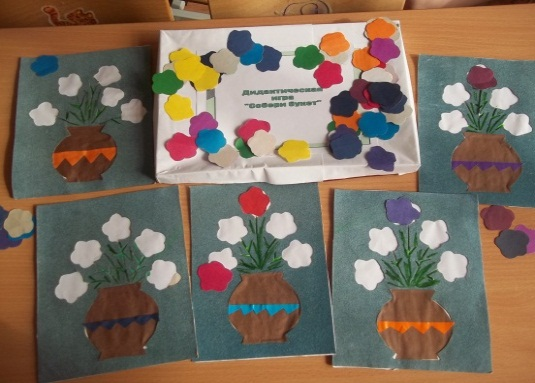 Дидактическая
игра
"Собери букет"